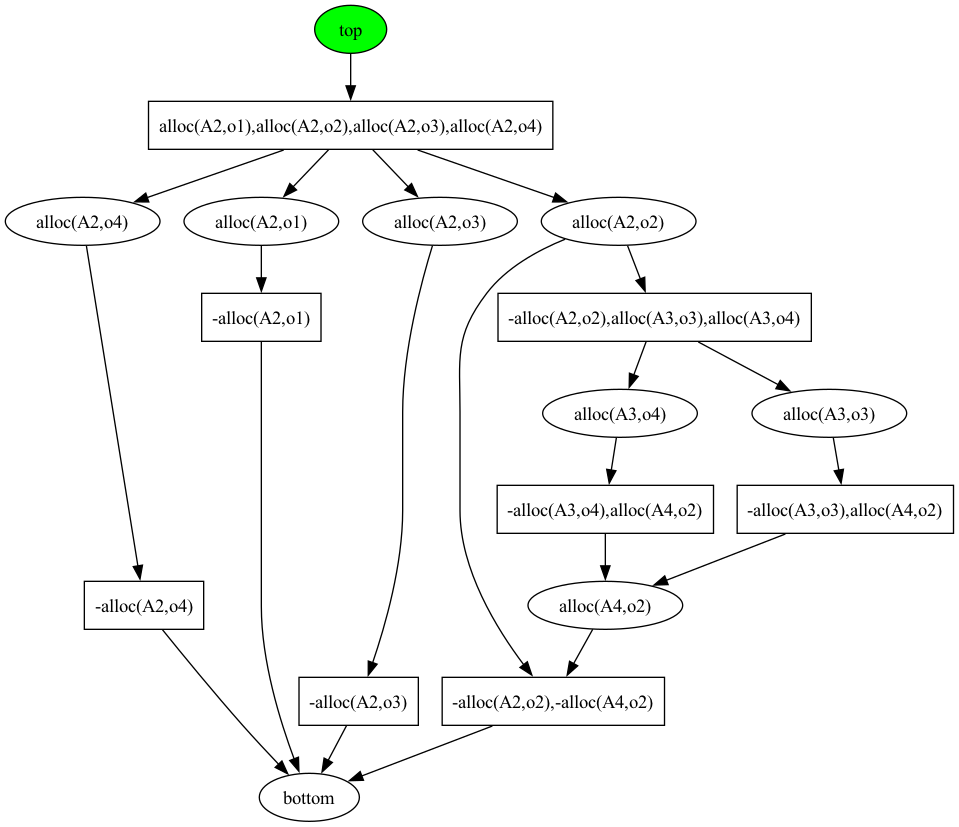 top
alloc(A2,o1),alloc(A2,o2),alloc(A2,o3),alloc(A2,o4)
alloc(A2,o4)
alloc(A2,o1)
alloc(A2,o3)
alloc(A2,o2)
-alloc(A2,o1)
-alloc(A2,o2),alloc(A3,o3),alloc(A3,o4)
alloc(A3,o4)
alloc(A3,o3)
-alloc(A3,o4),alloc(A4,o2)
-alloc(A3,o3),alloc(A4,o2)
-alloc(A2,o4)
alloc(A4,o2)
-alloc(A2,o3)
-alloc(A2,o2),-alloc(A4,o2)
bottom